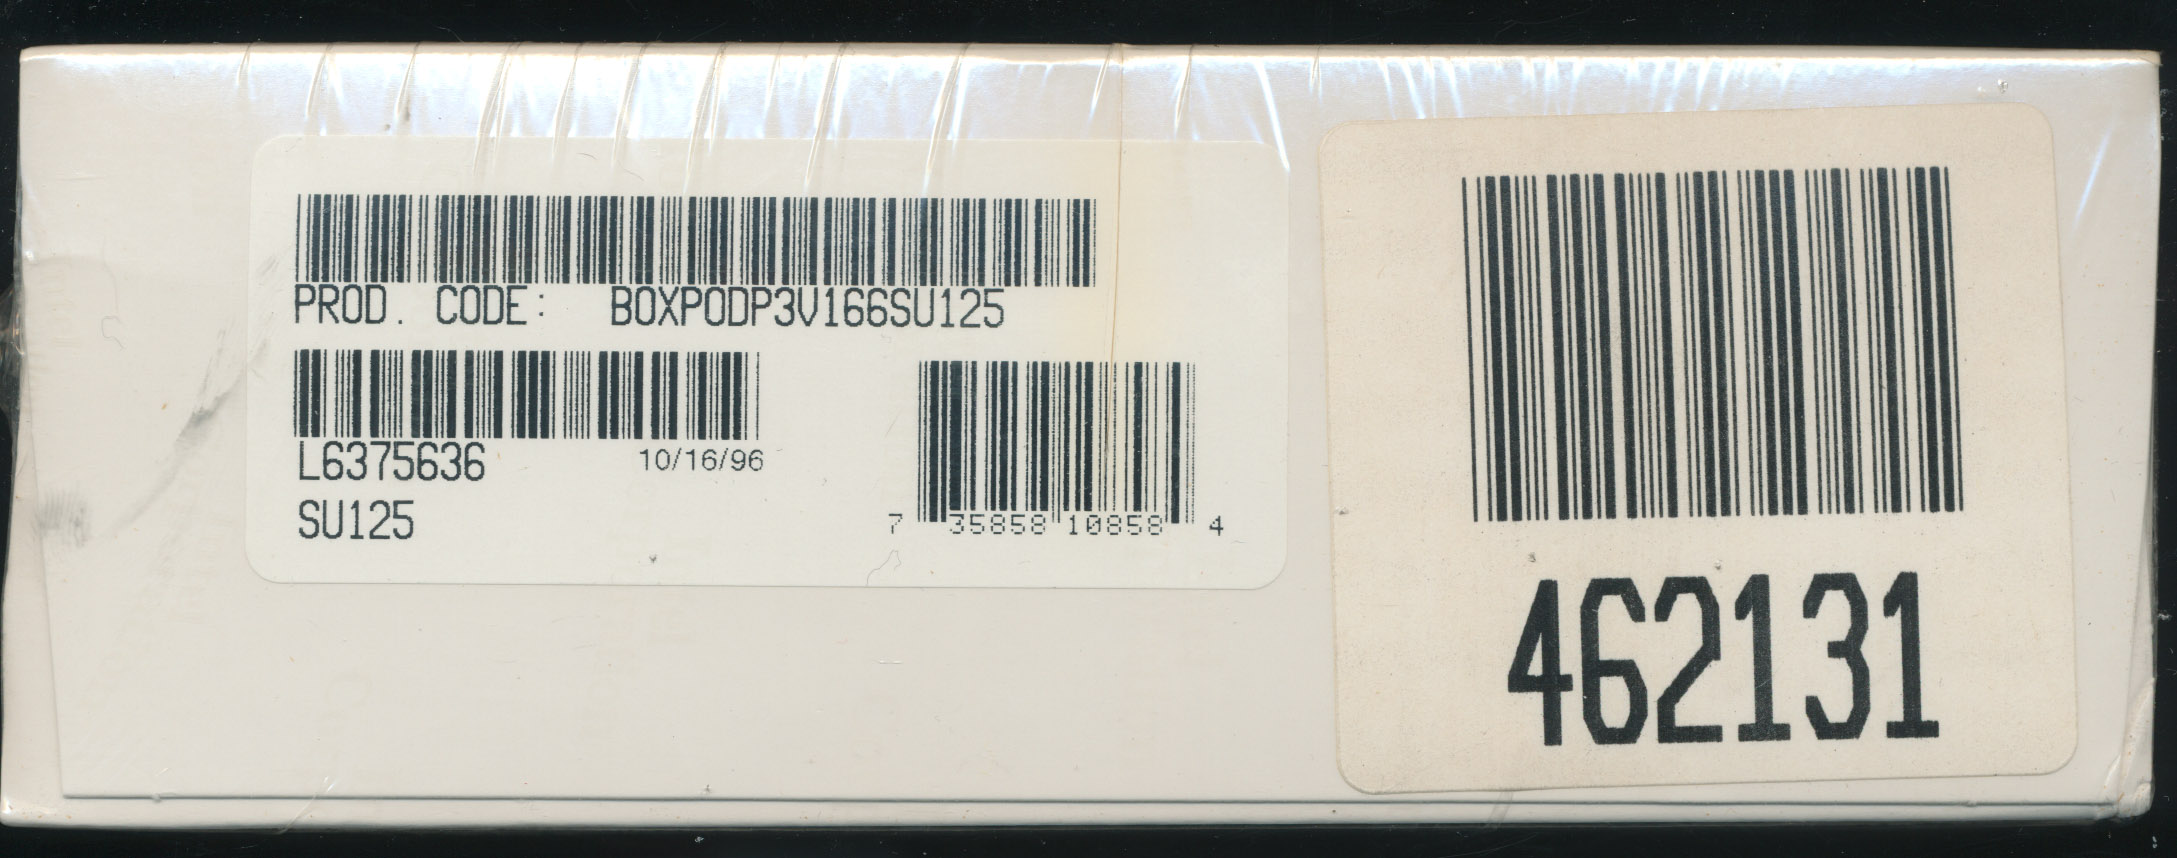 PROD. CODE: BOXPODP3V166SU125
L6375636 10/16/96
SU125
7 35858 10858 4
462131